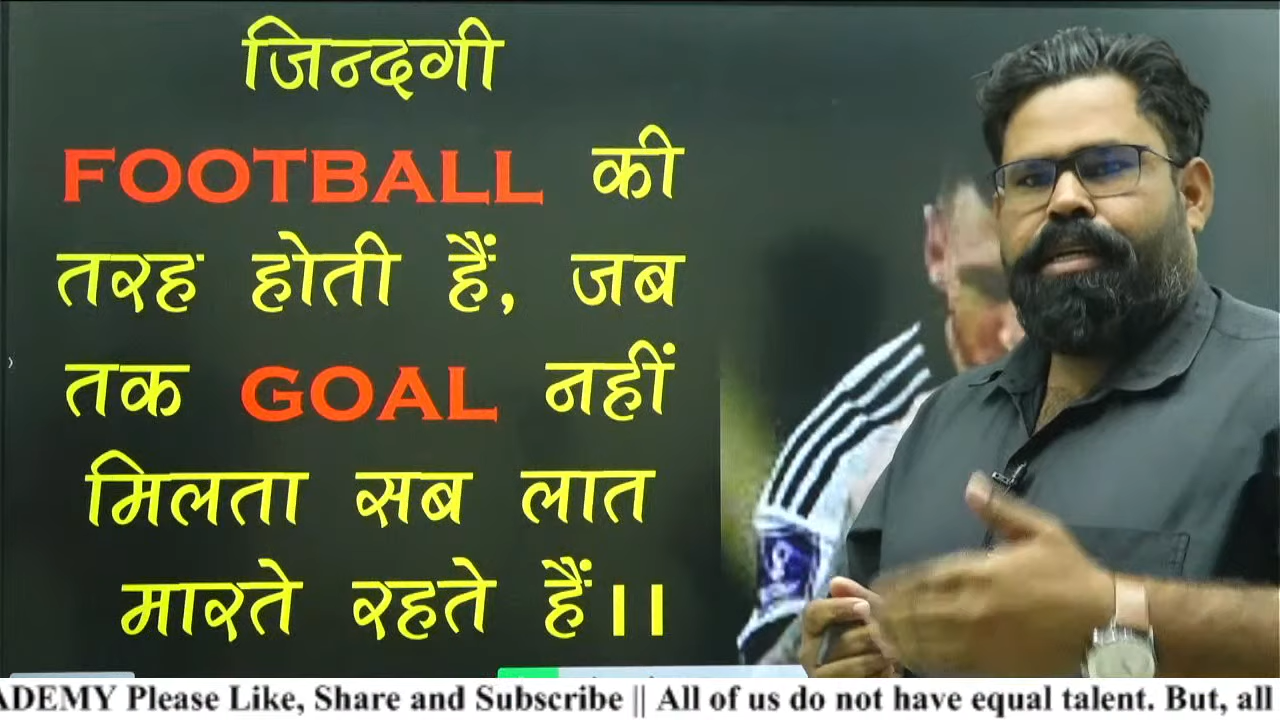 जिन्दगी
FOOTBALL की
तरह होती हैं, जब
तक GOAL नहीं
मिलता सब लात
मारते रहते हैं।।
ADEMY Please Like, Share and Subscribe || All of us do not have equal talent. But, all